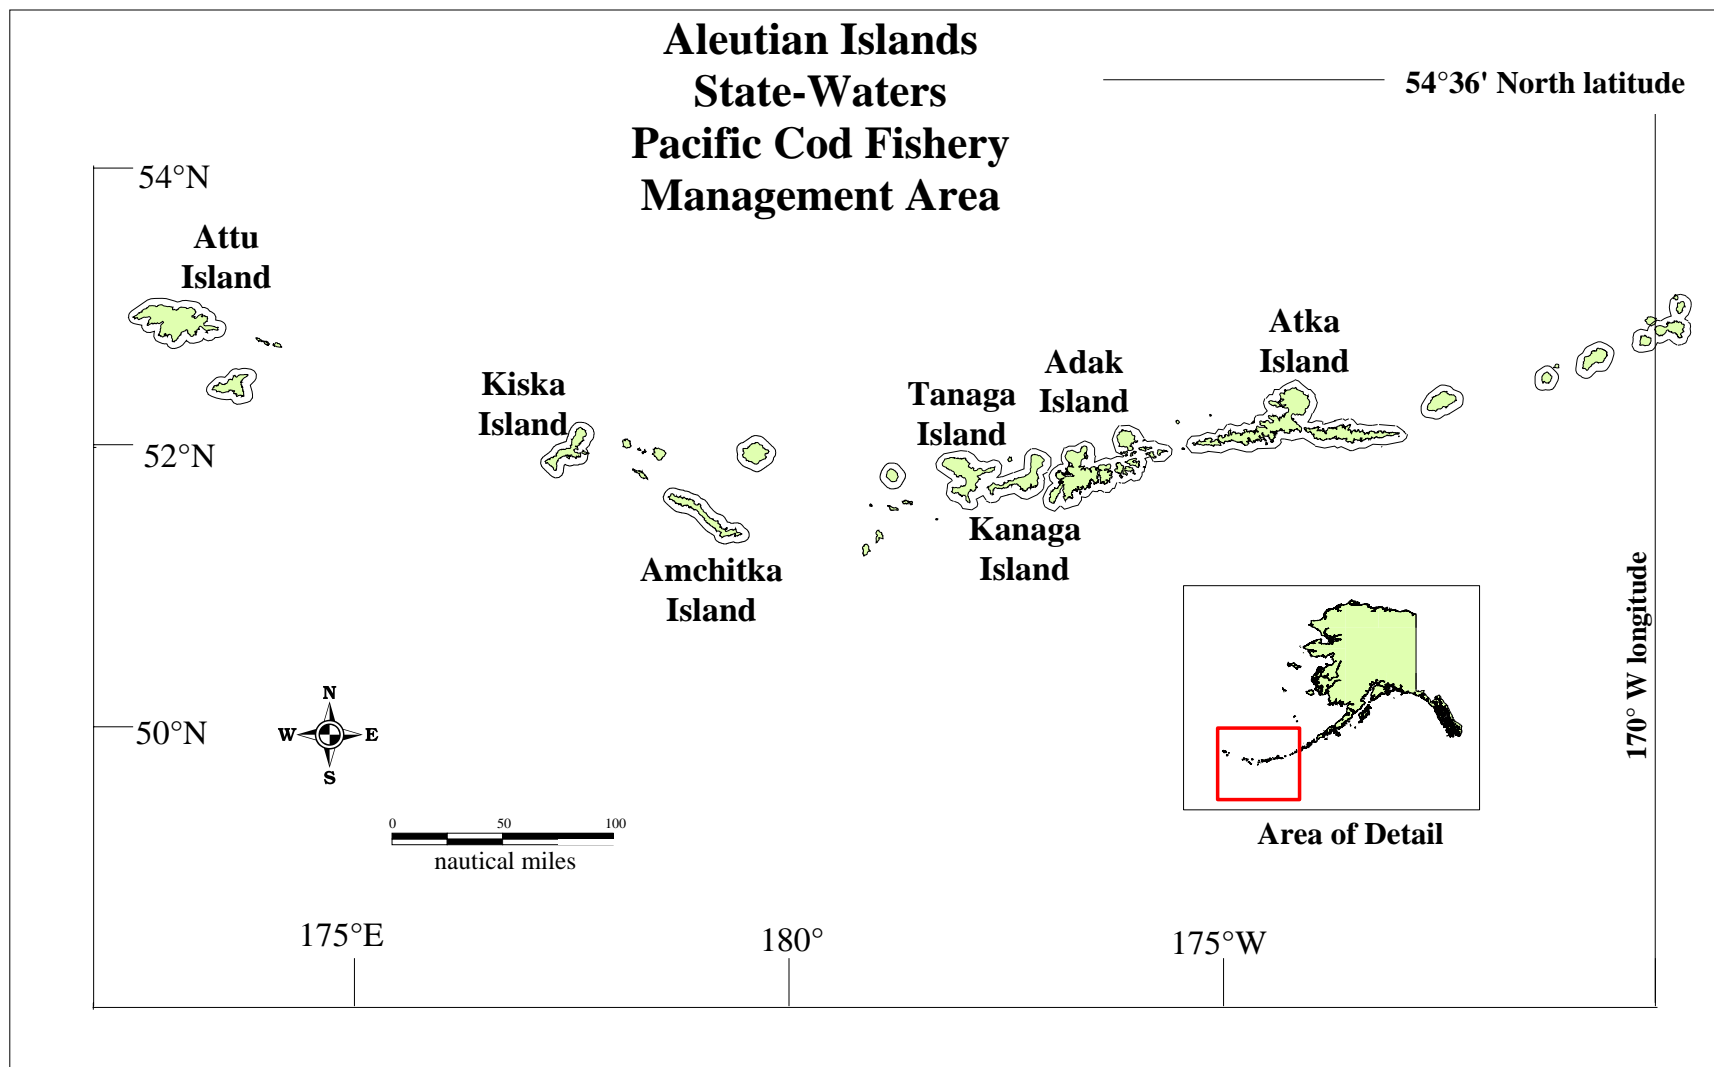 Aleutian Islands
State-Waters
Pacific Cod Fishery
Management Area
54°36' North latitude
54°N
Attu
Island
Atka
Island
Adak
Island
Kiska
Island
Tanaga
Island
52°N
Kanaga
Island
Amchitka
Island
170° W longitude
50°N
N
W E
S
0 50 100
nautical miles
Area of Detail
175°E
180°
175°W